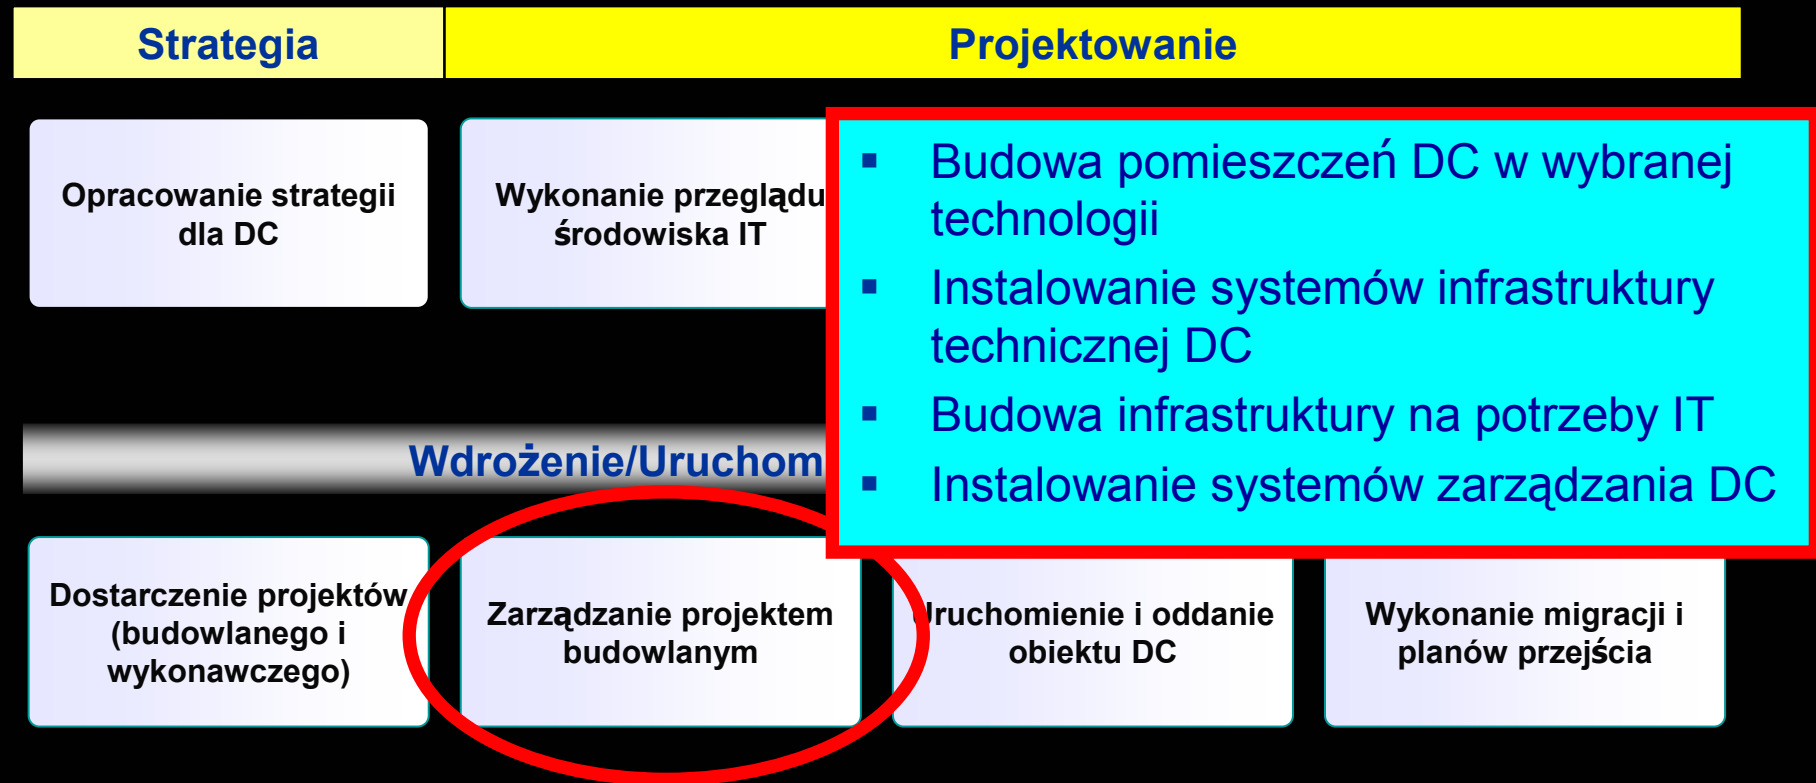 Strategia
Projektowanie
Opracowanie strategii
dla DC
Wykonanie przeglądu
środowiska IT
▪ Budowa pomieszczeń DC w wybranej
technologii
▪ Instalowanie systemów infrastruktury
technicznej DC
▪ Budowa infrastruktury na potrzeby IT
▪ Instalowanie systemów zarządzania DC
Wdrożenie/Uruchom
Dostarczenie projektów
(budowlanego i
wykonawczego)
Zarządzanie projektem
budowlanym
Uruchomienie i oddanie
obiektu DC
Wykonanie migracji i
planów przejścia